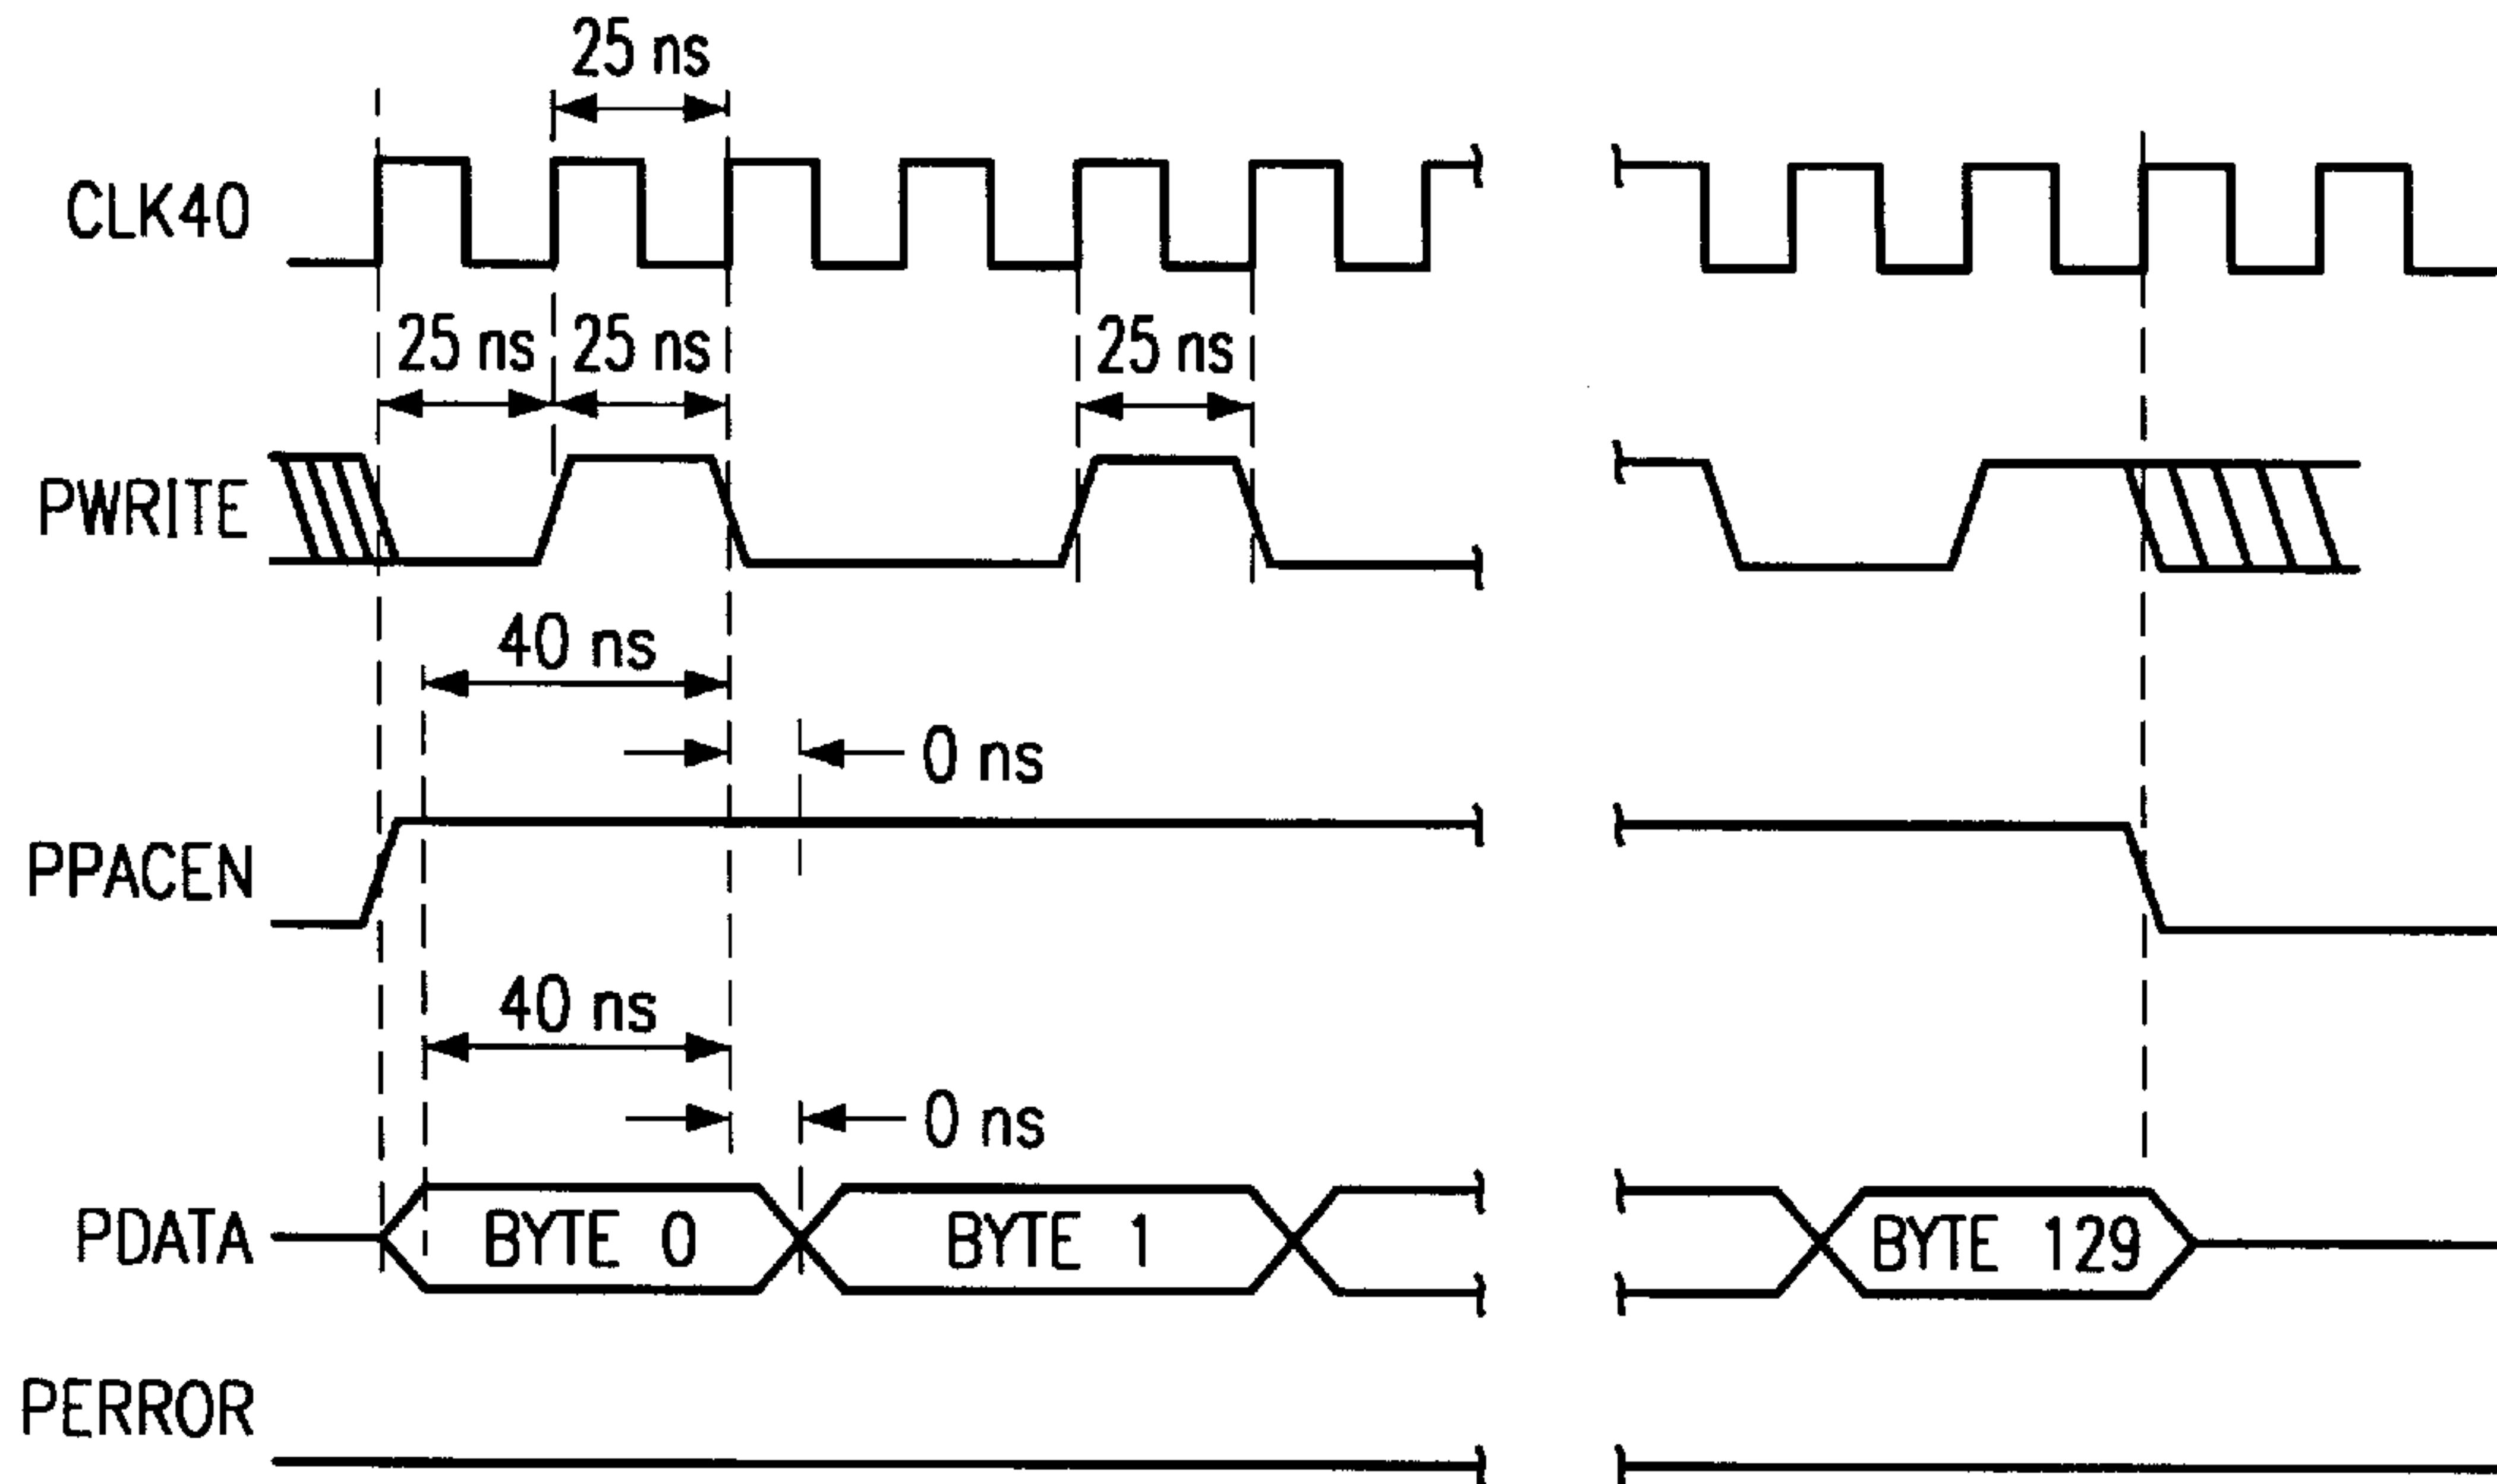 25 ns
CLK40
25 ns 25 ns 25 ns
PWRITE
40 ns
0 ns
PPACEN
40 ns
0 ns
PDATA BYTE 0 BYTE 1 BYTE 129
PERROR